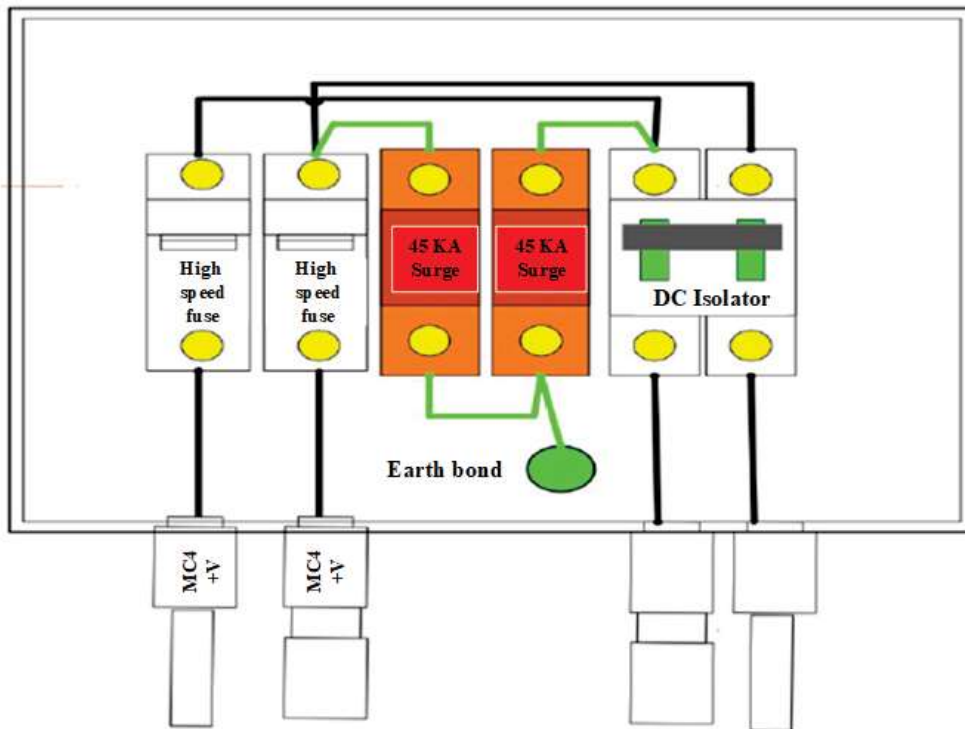 High
speed
fuse
High
speed
fuse
45 KA
Surge
45 KA
Surge
DC Isolator
Earth bond
MC4
+V
MC4
+V